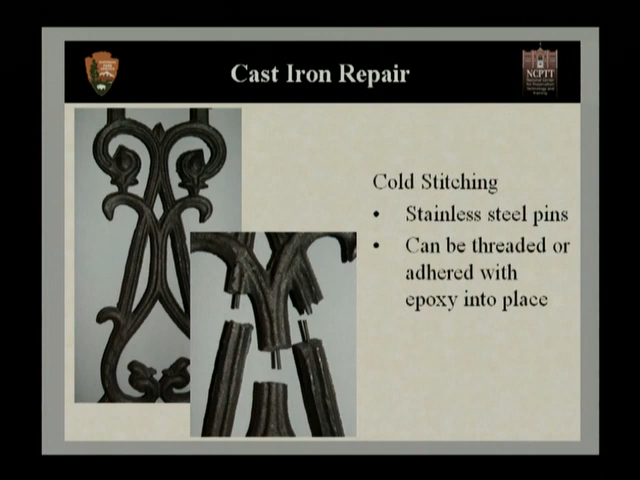 Cast Iron Repair
NCPTT
Cold Stitching
• Stainless steel pins
• Can be threaded or
adhered with
epoxy into place